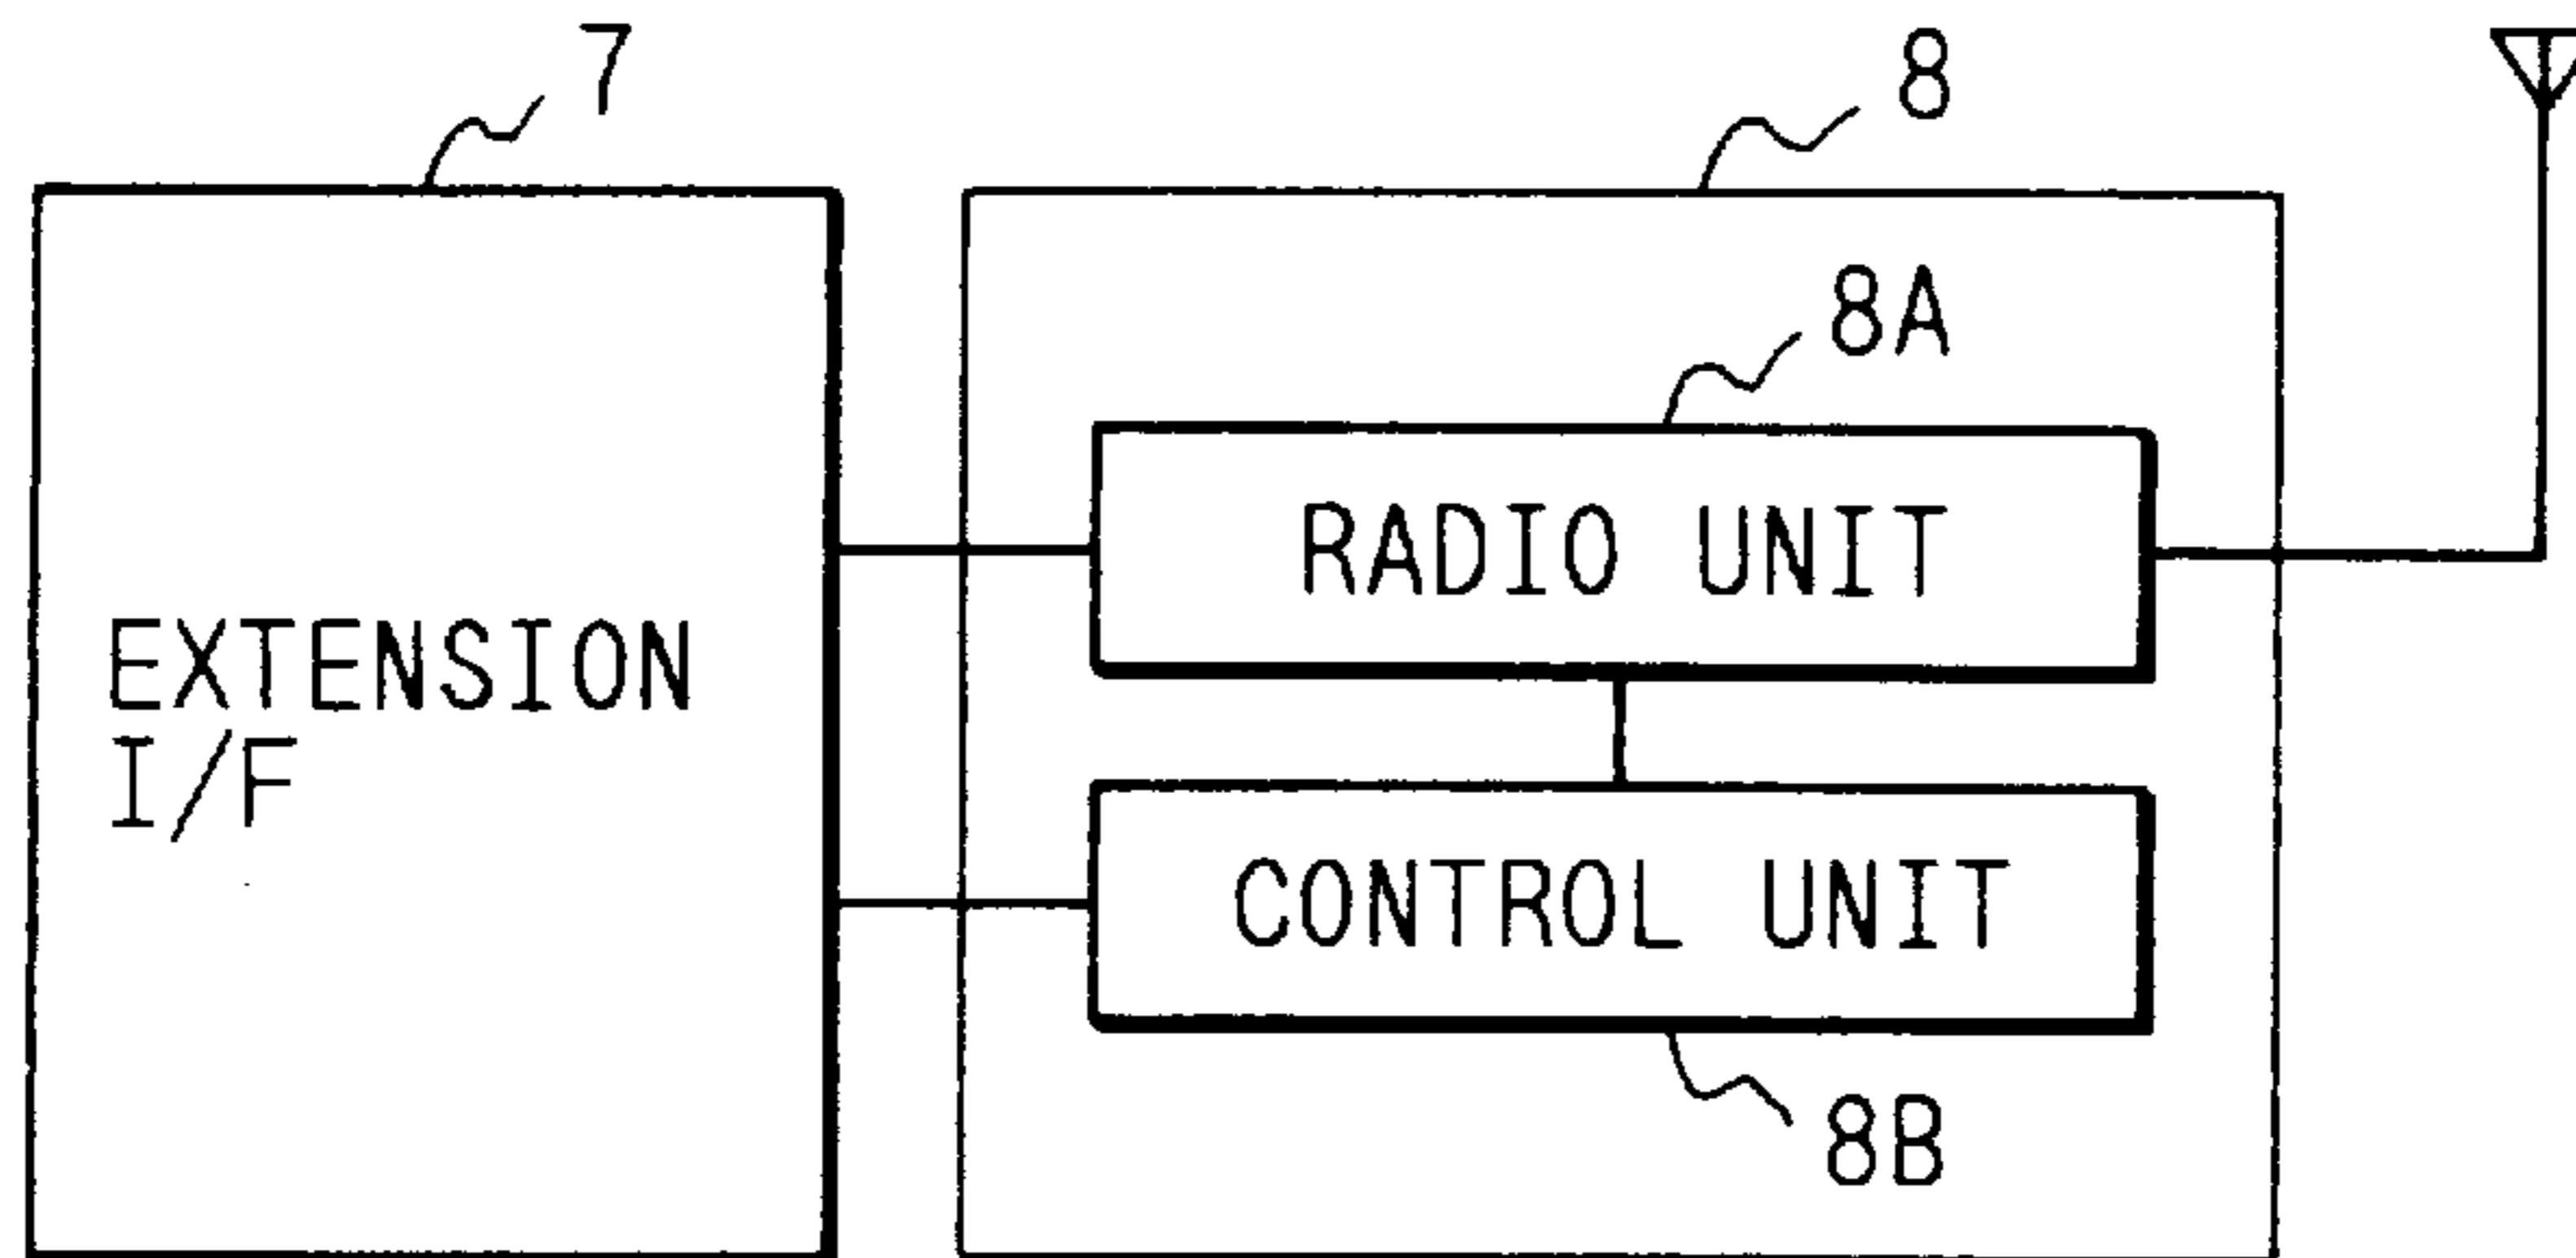 7
8
8A
RADIO UNIT
EXTENSION
I/F
CONTROL UNIT
8B